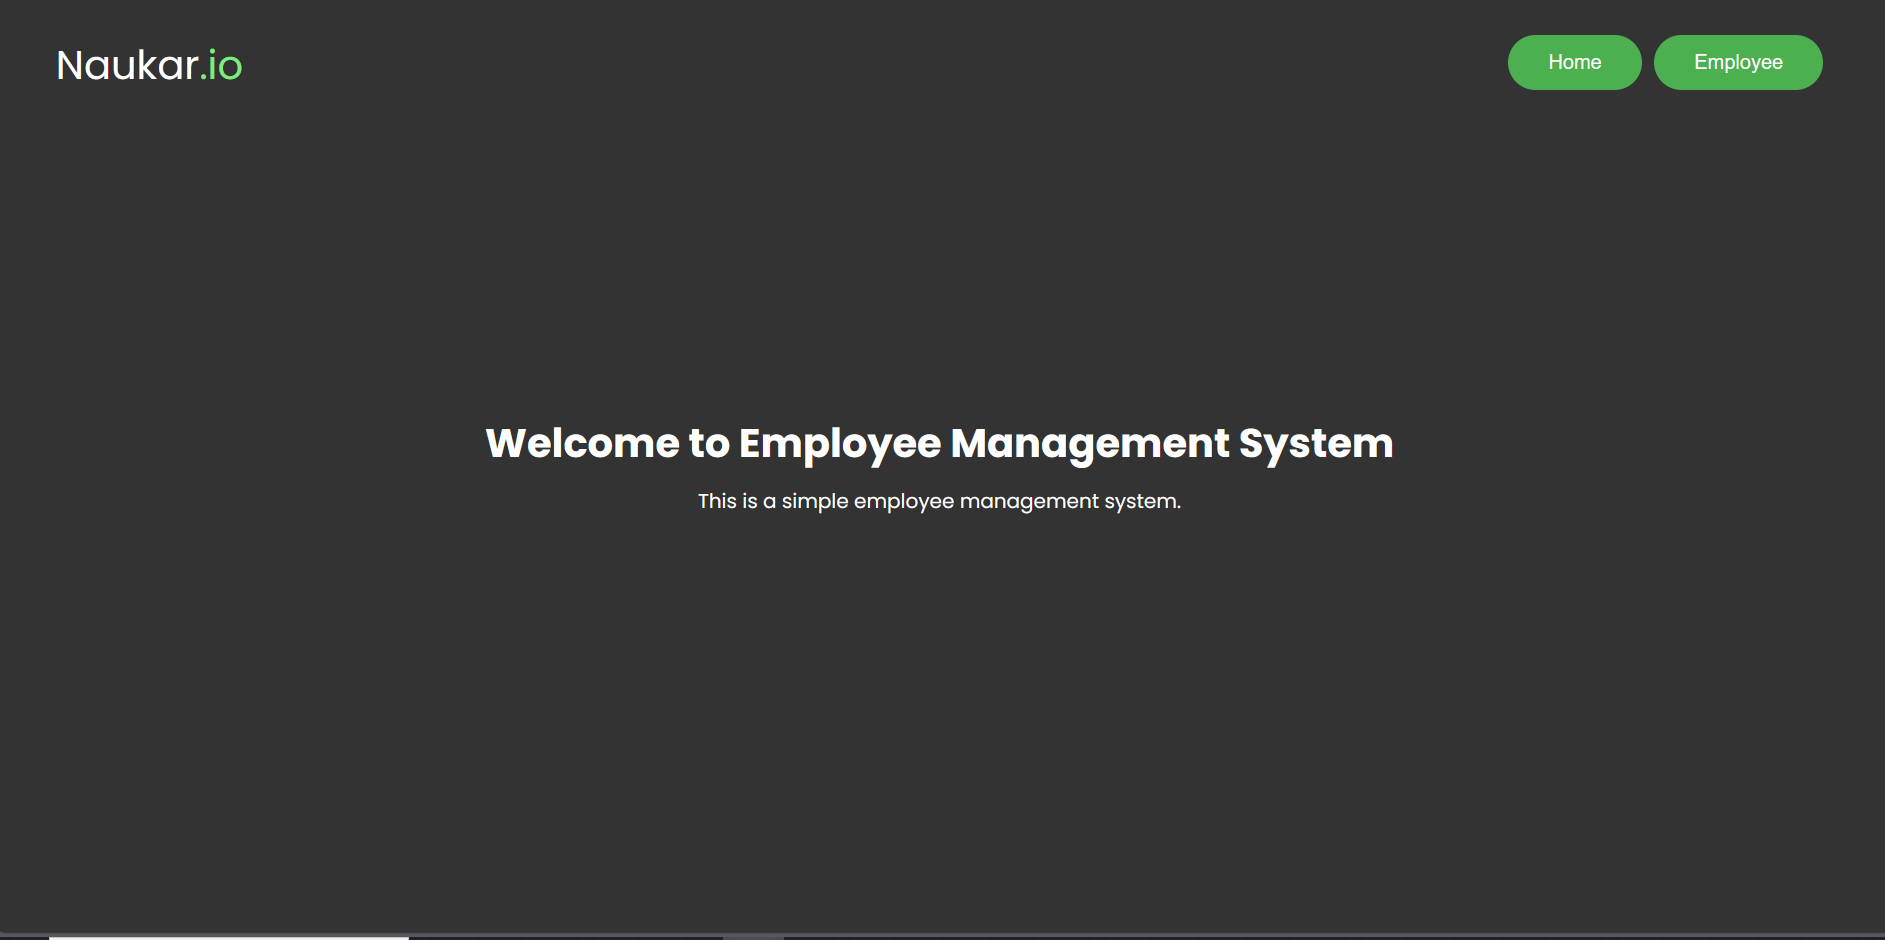 Naukar.io
Home
Employee
Welcome to Employee Management System
This is a simple employee management system.